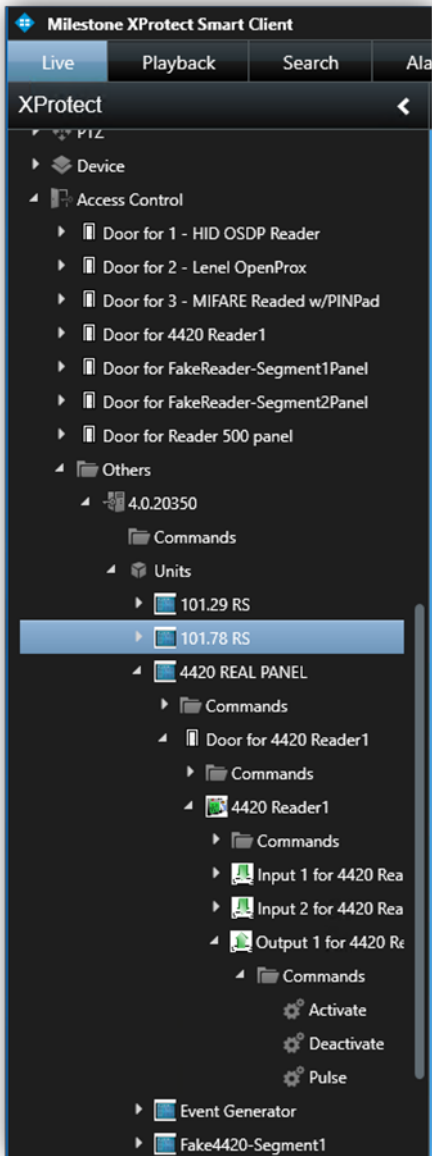 Milestone XProtect Smart Client
Live Playback Search Ala
XProtect
PTZ
Device
Access Control
Door for 1 - HID OSDP Reader
Door for 2 - Lenel OpenProx
Door for 3 - MIFARE Readed w/PINPad
Door for 4420 Reader1
Door for FakeReader-Segment1Panel
Door for FakeReader-Segment2Panel
Door for Reader 500 panel
Others
4.0.20350
Commands
Units
101.29 RS
101.78 RS
4420 REAL PANEL
Commands
Door for 4420 Reader1
Commands
4420 Reader1
Commands
Input 1 for 4420 Rea
Input 2 for 4420 Rea
Output 1 for 4420 Re
Commands
Activate
Deactivate
Pulse
Event Generator
Fake4420-Segment1